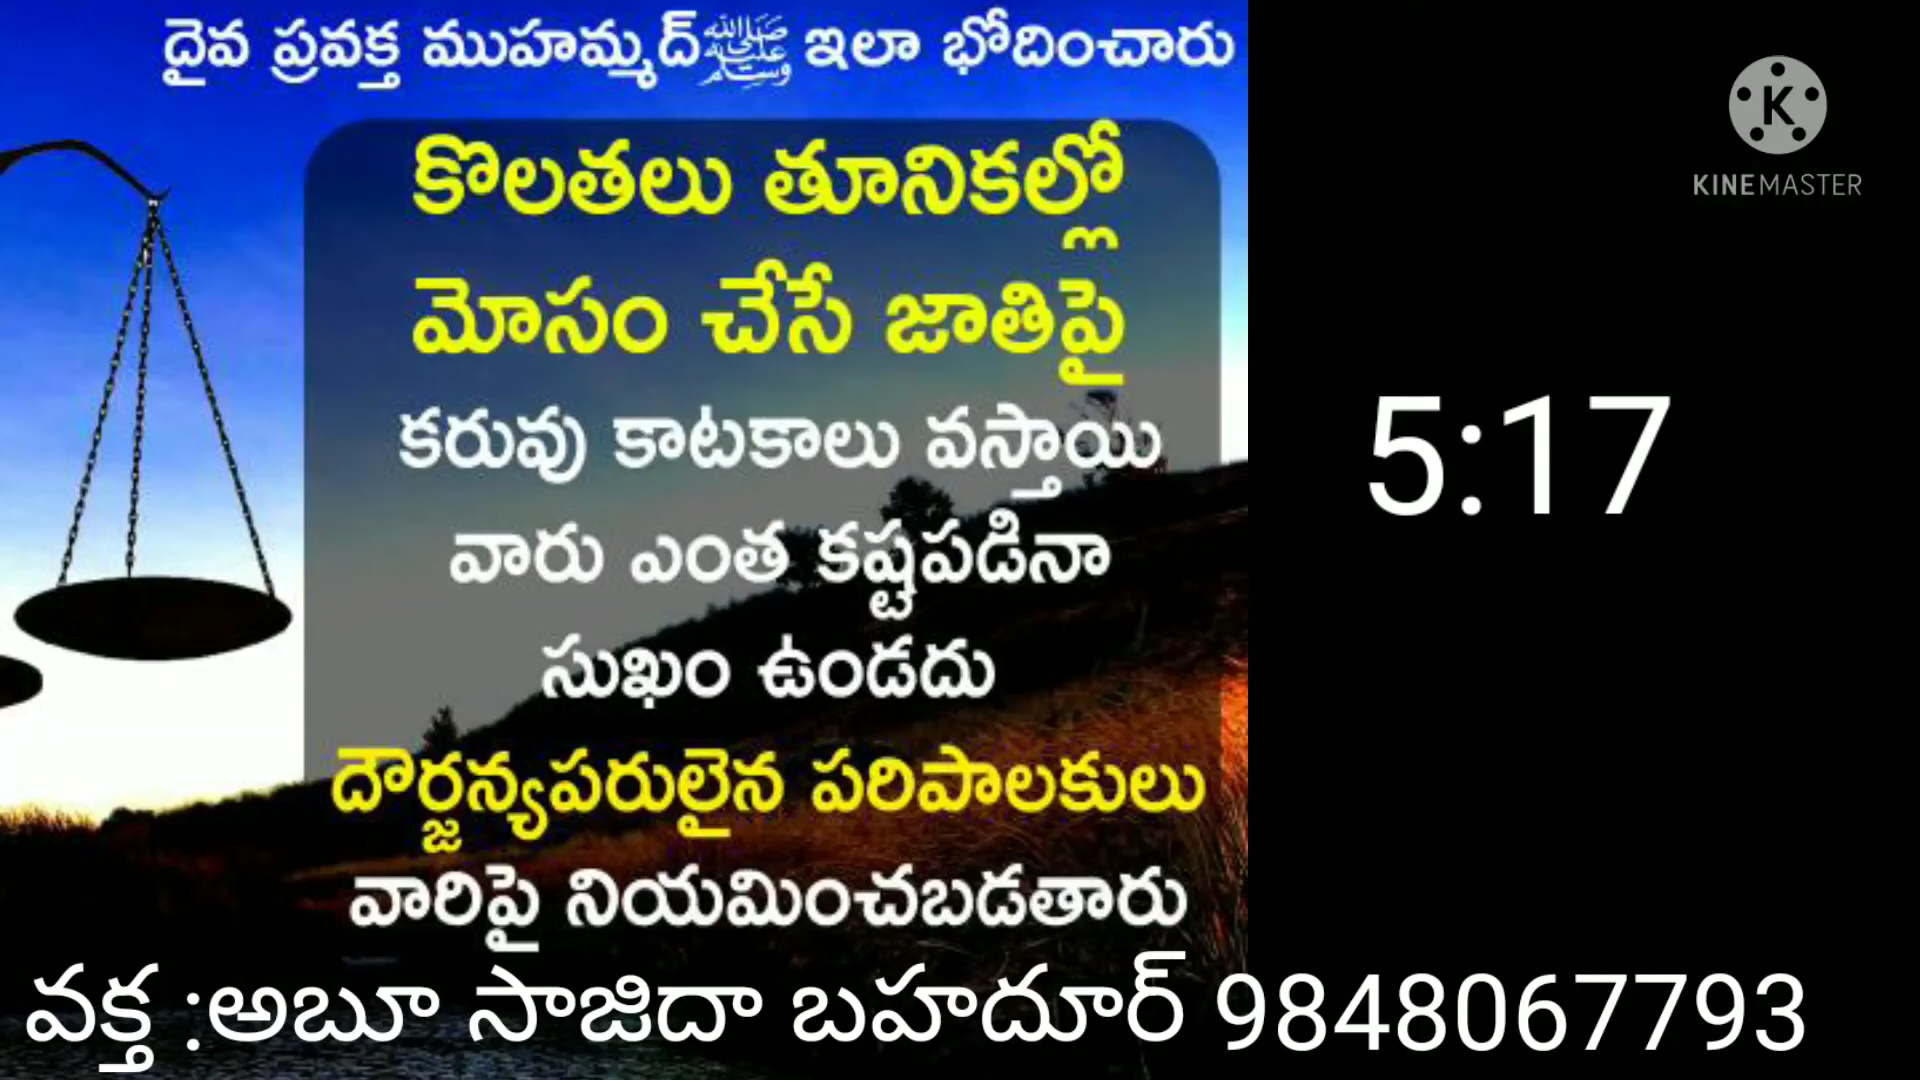 దైవ ప్రవక్త ముహమ్మద్ﷺ ఇలా భోదించారు
కొలతలు తూనికల్లో
మోసం చేసే జాతిపై
కరువు కాటకాలు వస్తాయి
వారు ఎంత కష్టపడినా
సుఖం ఉండదు
దౌర్జన్యపరులైన పరిపాలకులు
వారిపై నియమించబడతారు
వక్త :అబూ సాజిదా బహదూర్ 9848067793
5:17
K
KINEMASTER